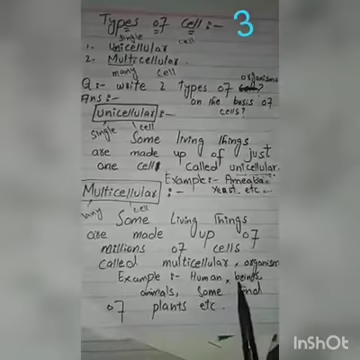 Types of cell :- 3
single cell
1. Unicellular
2. Multicellular.
many cell
organisms
Q:- write 2 types of cell?
Ans:- on the basis of
cells?
Unicellular :-
single cell
Some living things
are made up of just
one cell called unicellular.
Example :- Amoeba,
Yeast. etc.
Multicellular :-
cell
Some Living Things
are made up of
millions of cells
called multicellular organism
Example :- Human, beings
animals, some kind
of plants etc.
InShot